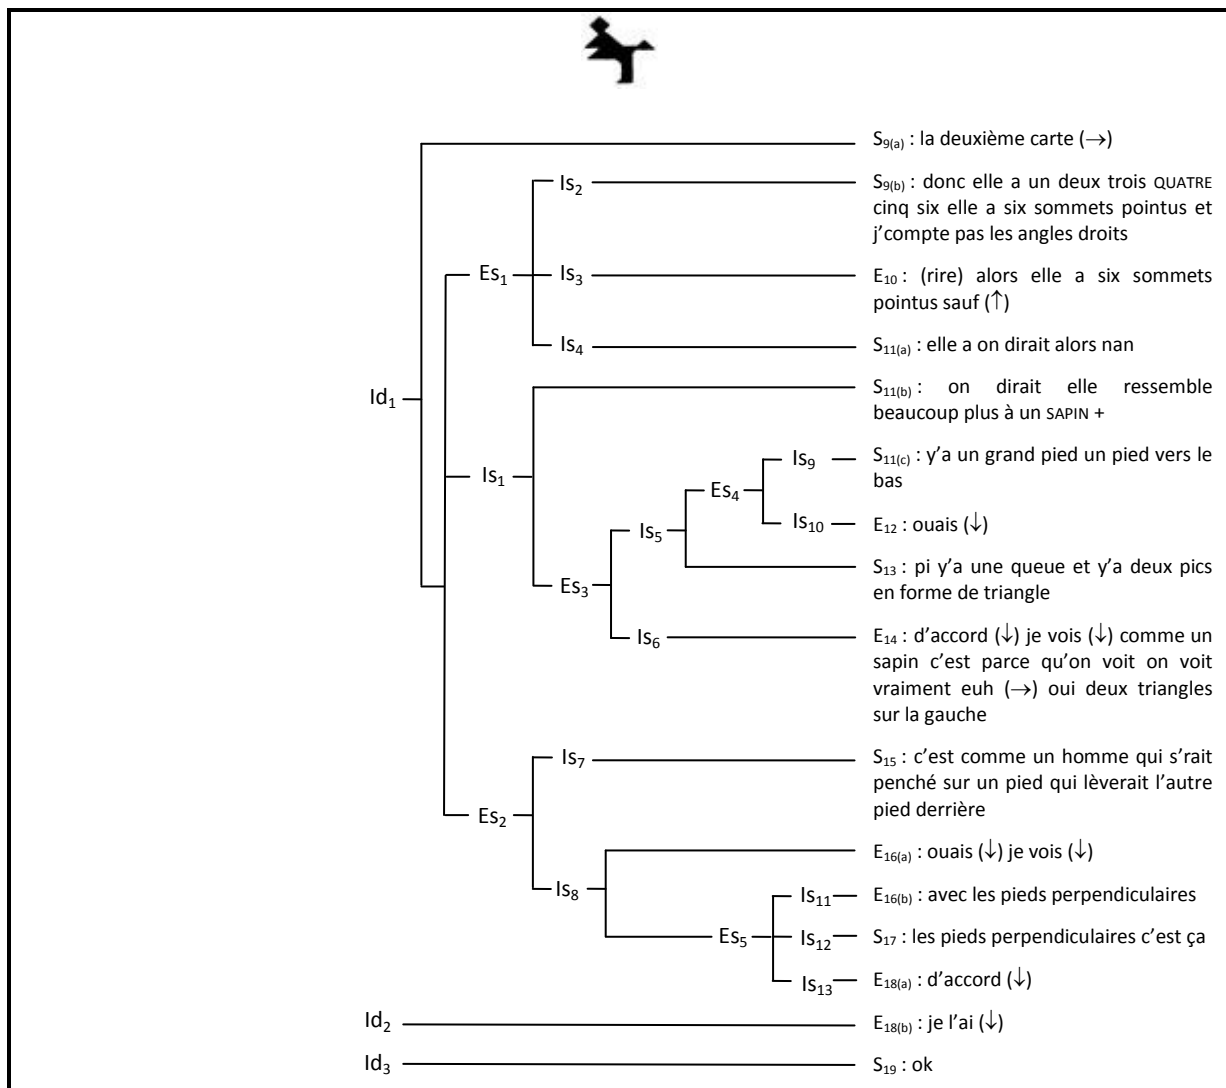 S9(a) : la deuxième carte (→)
Is2
S9(b) : donc elle a un deux trois QUATRE
cinq six elle a six sommets pointus et
j'compte pas les angles droits
Es1
Is3
E10 : (rire) alors elle a six sommets
pointus sauf (↑)
Is4
S11(a) : elle a on dirait alors nan
Id1
S11(b) : on dirait elle ressemble
beaucoup plus à un SAPIN +
Is1
Is9
S11(c) : y'a un grand pied un pied vers le
bas
Es4
Is10
E12 : ouais (↓)
Is5
S13 : pi y'a une queue et y'a deux pics
en forme de triangle
Es3
Is6
E14 : d'accord (↓) je vois (↓) comme un
sapin c'est parce qu'on voit on voit
vraiment euh (→) oui deux triangles
sur la gauche
Is7
S15 : c'est comme un homme qui s'rait
penché sur un pied qui lèverait l'autre
pied derrière
Es2
E16(a) : ouais (↓) je vois (↓)
Is8
Is11
E16(b) : avec les pieds perpendiculaires
Es5
Is12
S17 : les pieds perpendiculaires c'est ça
Is13
E18(a) : d'accord (↓)
Id2
E18(b) : je l'ai (↓)
Id3
S19 : ok